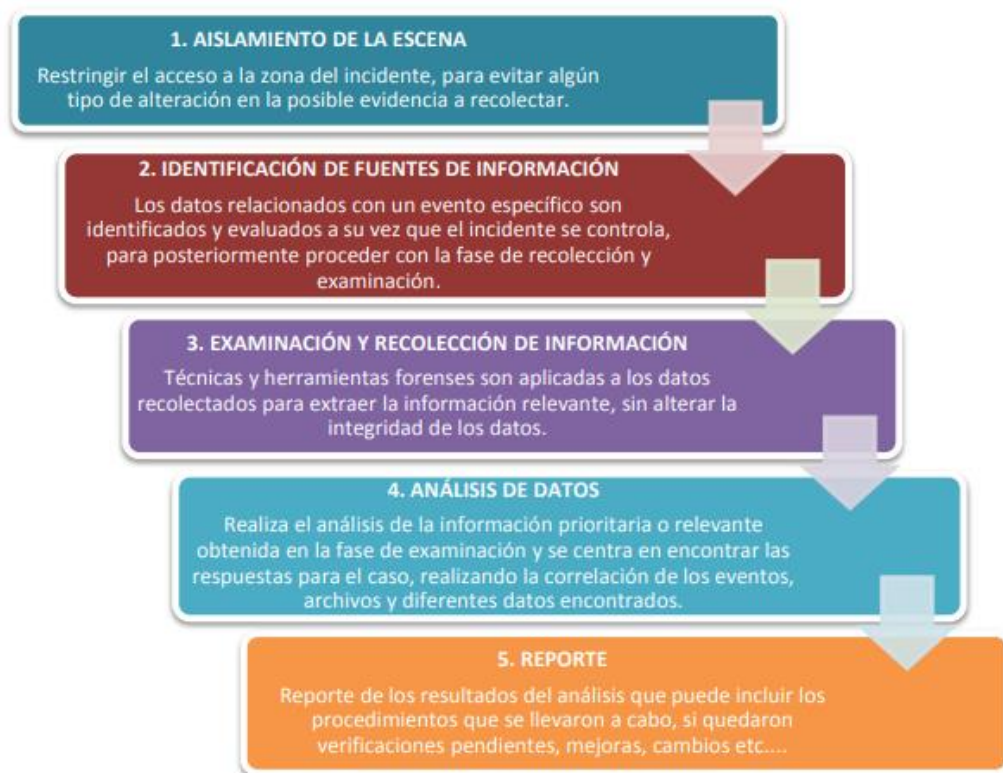 1. AISLAMIENTO DE LA ESCENA
Restringir el acceso a la zona del incidente, para evitar algún
tipo de alteración en la posible evidencia a recolectar.
2. IDENTIFICACIÓN DE FUENTES DE INFORMACIÓN
Los datos relacionados con un evento específico son
identificados y evaluados a su vez que el incidente se controla,
para posteriormente proceder con la fase de recolección y
examinación.
3. EXAMINACIÓN Y RECOLECCIÓN DE INFORMACIÓN
Técnicas y herramientas forenses son aplicadas a los datos
recolectados para extraer la información relevante, sin alterar la
integridad de los datos.
4. ANÁLISIS DE DATOS
Realiza el análisis de la información prioritaria o relevante
obtenida en la fase de examinación y se centra en encontrar las
respuestas para el caso, realizando la correlación de los eventos,
archivos y diferentes datos encontrados.
5. REPORTE
Reporte de los resultados del análisis que puede incluir los
procedimientos que se llevaron a cabo, si quedaron
verificaciones pendientes, mejoras, cambios etc....